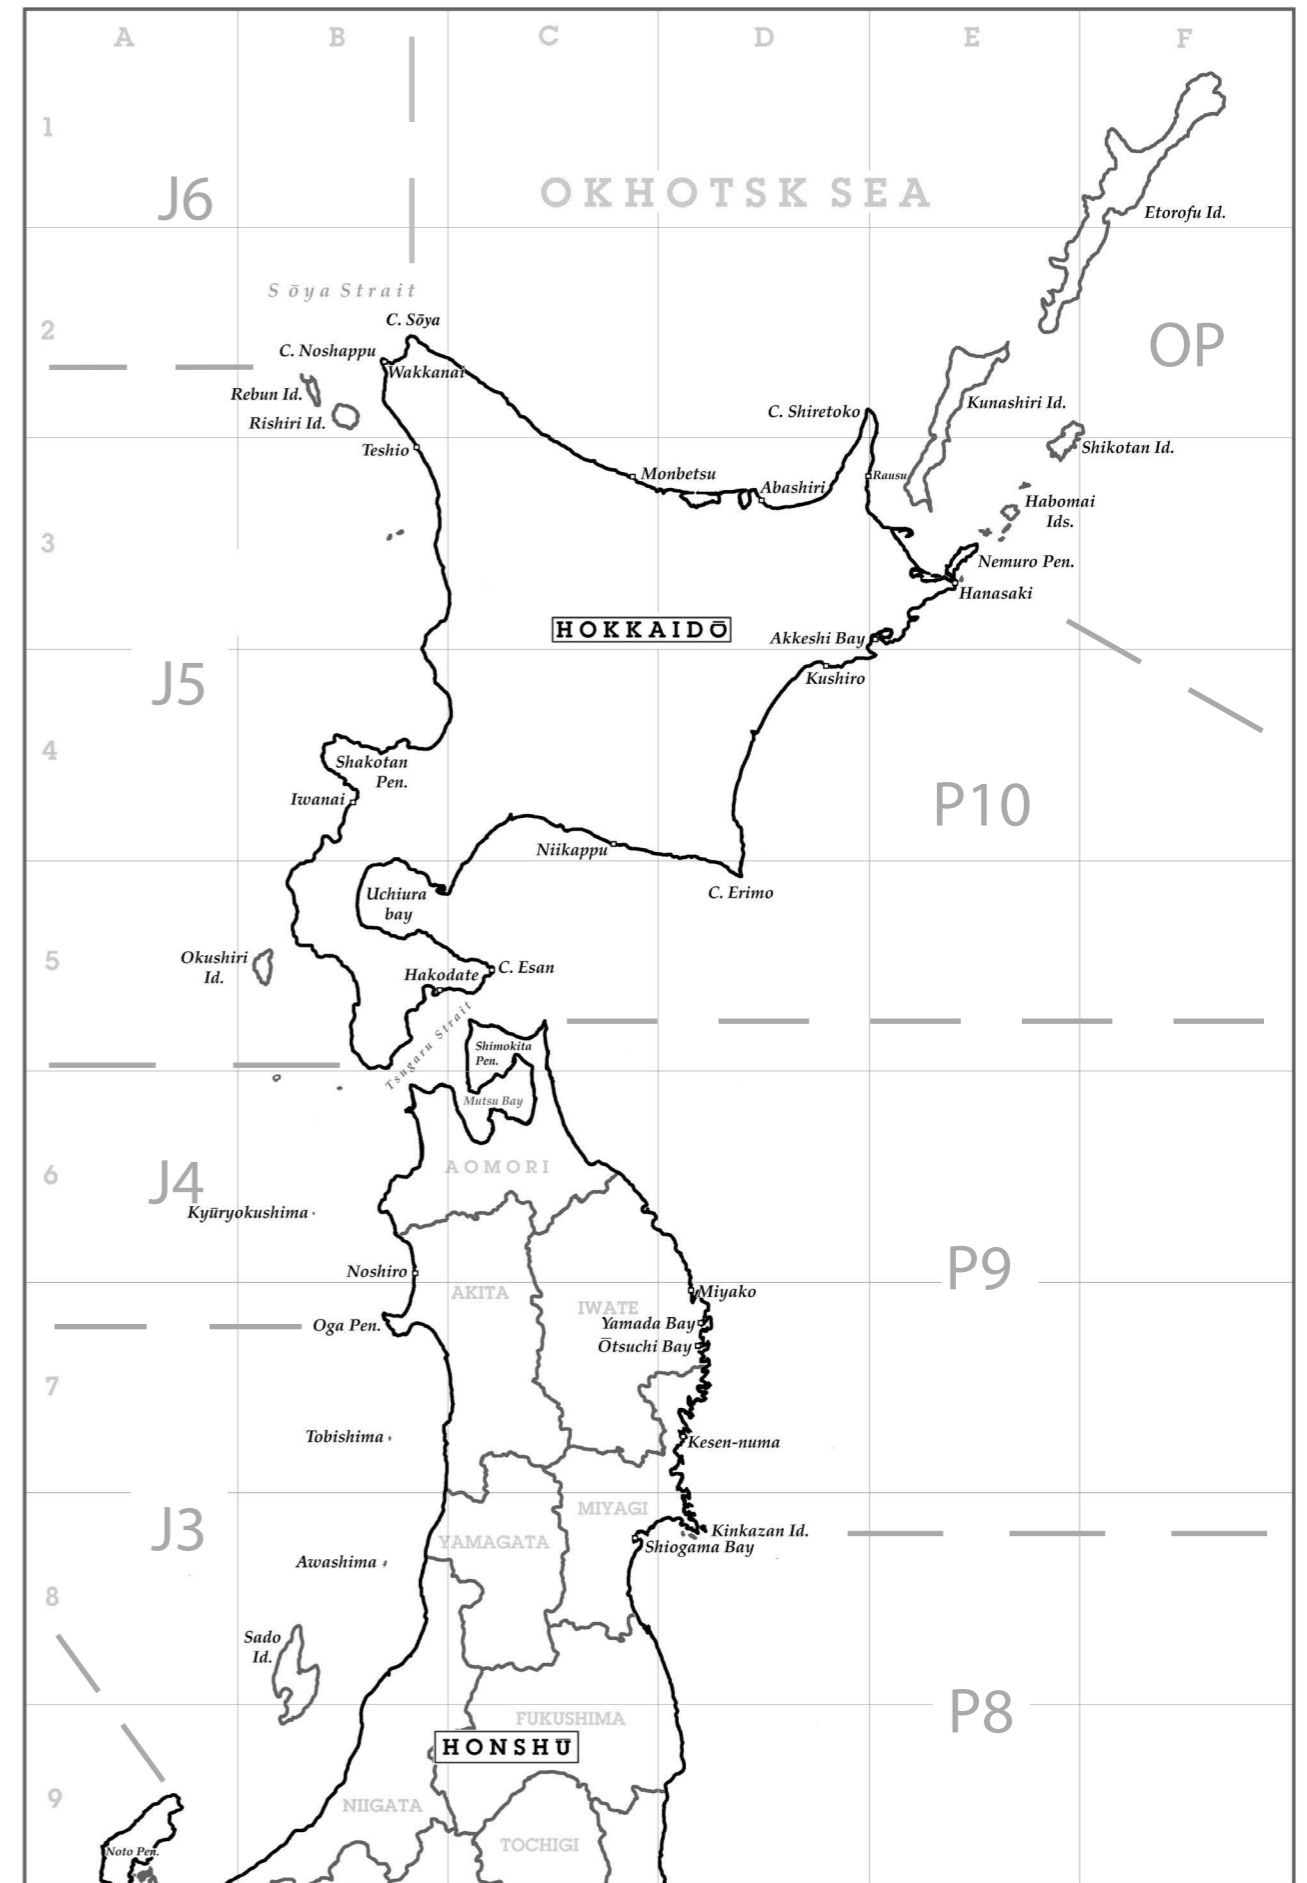 A B C D E F
1
J6
OKHOTSK SEA
Etorofu Id.
Sōya Strait
2
C. Sōya
OP
C. Noshappu
Wakkanai
Rebun Id.
Rishiri Id.
C. Shiretoko
Kunashiri Id.
Teshio
Shikotan Id.
Monbetsu
Rausu
Abashiri
Habomai
Ids.
3
Nemuro Pen.
Hanasaki
HOKKAIDŌ
Akkeshi Bay
J5
Kushiro
4
Shakotan
Pen.
Iwanai
P10
Niikappu
Uchiura
bay
C. Erimo
5
Okushiri
Id.
Hakodate
C. Esan
Tsugaru Strait
Shimokita
Pen.
Mutsu Bay
AOMORI
6
J4
Kyūryokushima
P9
Noshiro
AKITA
Miyako
IWATE
Oga Pen.
Yamada Bay
Ōtsuchi Bay
7
Tobishima
Kesen-numa
MIYAGI
J3
Kinkazan Id.
YAMAGATA
Shiogama Bay
Awashima
8
Sado
Id.
P8
FUKUSHIMA
HONSHŪ
9
NIIGATA
TOCHIGI
Noto Pen.